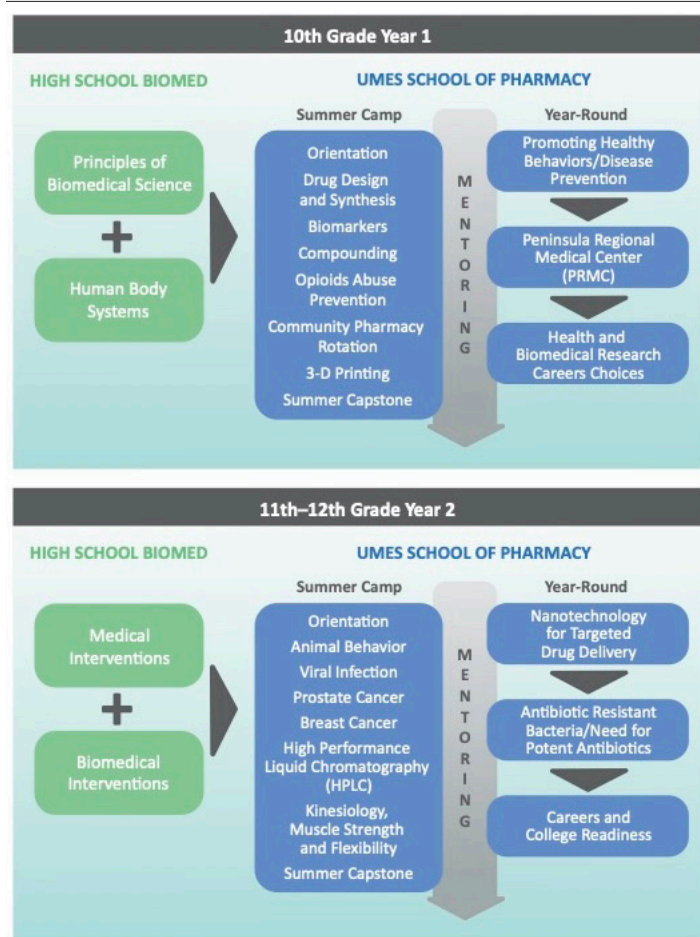 10th Grade Year 1
HIGH SCHOOL BIOMED
UMES SCHOOL OF PHARMACY
Principles of
Biomedical Science
+
Human Body
Systems
Summer Camp
Orientation
Drug Design
and Synthesis
Biomarkers
Compounding
Opioids Abuse
Prevention
Community Pharmacy
Rotation
3-D Printing
Summer Capstone
MENTORING
Year-Round
Promoting Healthy
Behaviors/Disease
Prevention
Peninsula Regional
Medical Center
(PRMC)
Health and
Biomedical Research
Careers Choices
11th–12th Grade Year 2
HIGH SCHOOL BIOMED
UMES SCHOOL OF PHARMACY
Medical
Interventions
+
Biomedical
Interventions
Summer Camp
Orientation
Animal Behavior
Viral Infection
Prostate Cancer
Breast Cancer
High Performance
Liquid Chromatography
(HPLC)
Kinesiology,
Muscle Strength
and Flexibility
Summer Capstone
MENTORING
Year-Round
Nanotechnology
for Targeted
Drug Delivery
Antibiotic Resistant
Bacteria/Need for
Potent Antibiotics
Careers and
College Readiness